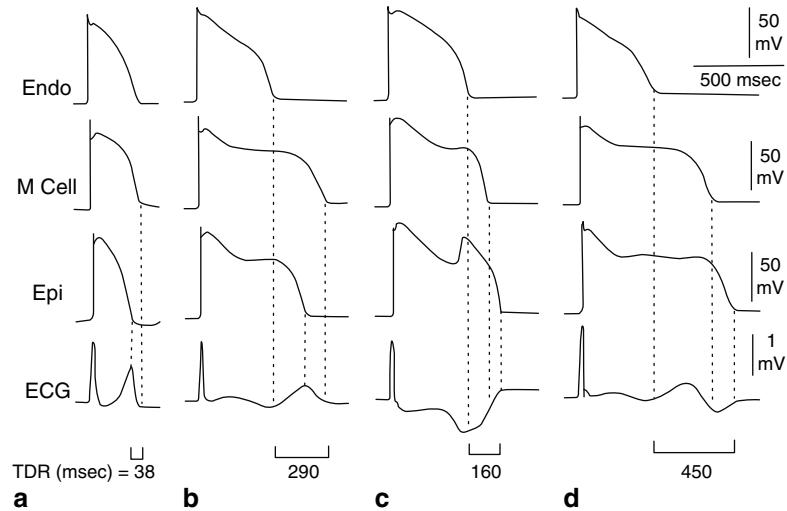 50
mV
500 msec
Endo
M Cell
50
mV
Epi
50
mV
ECG
1
mV
TDR (msec) = 38
290
160
450
a
b
c
d